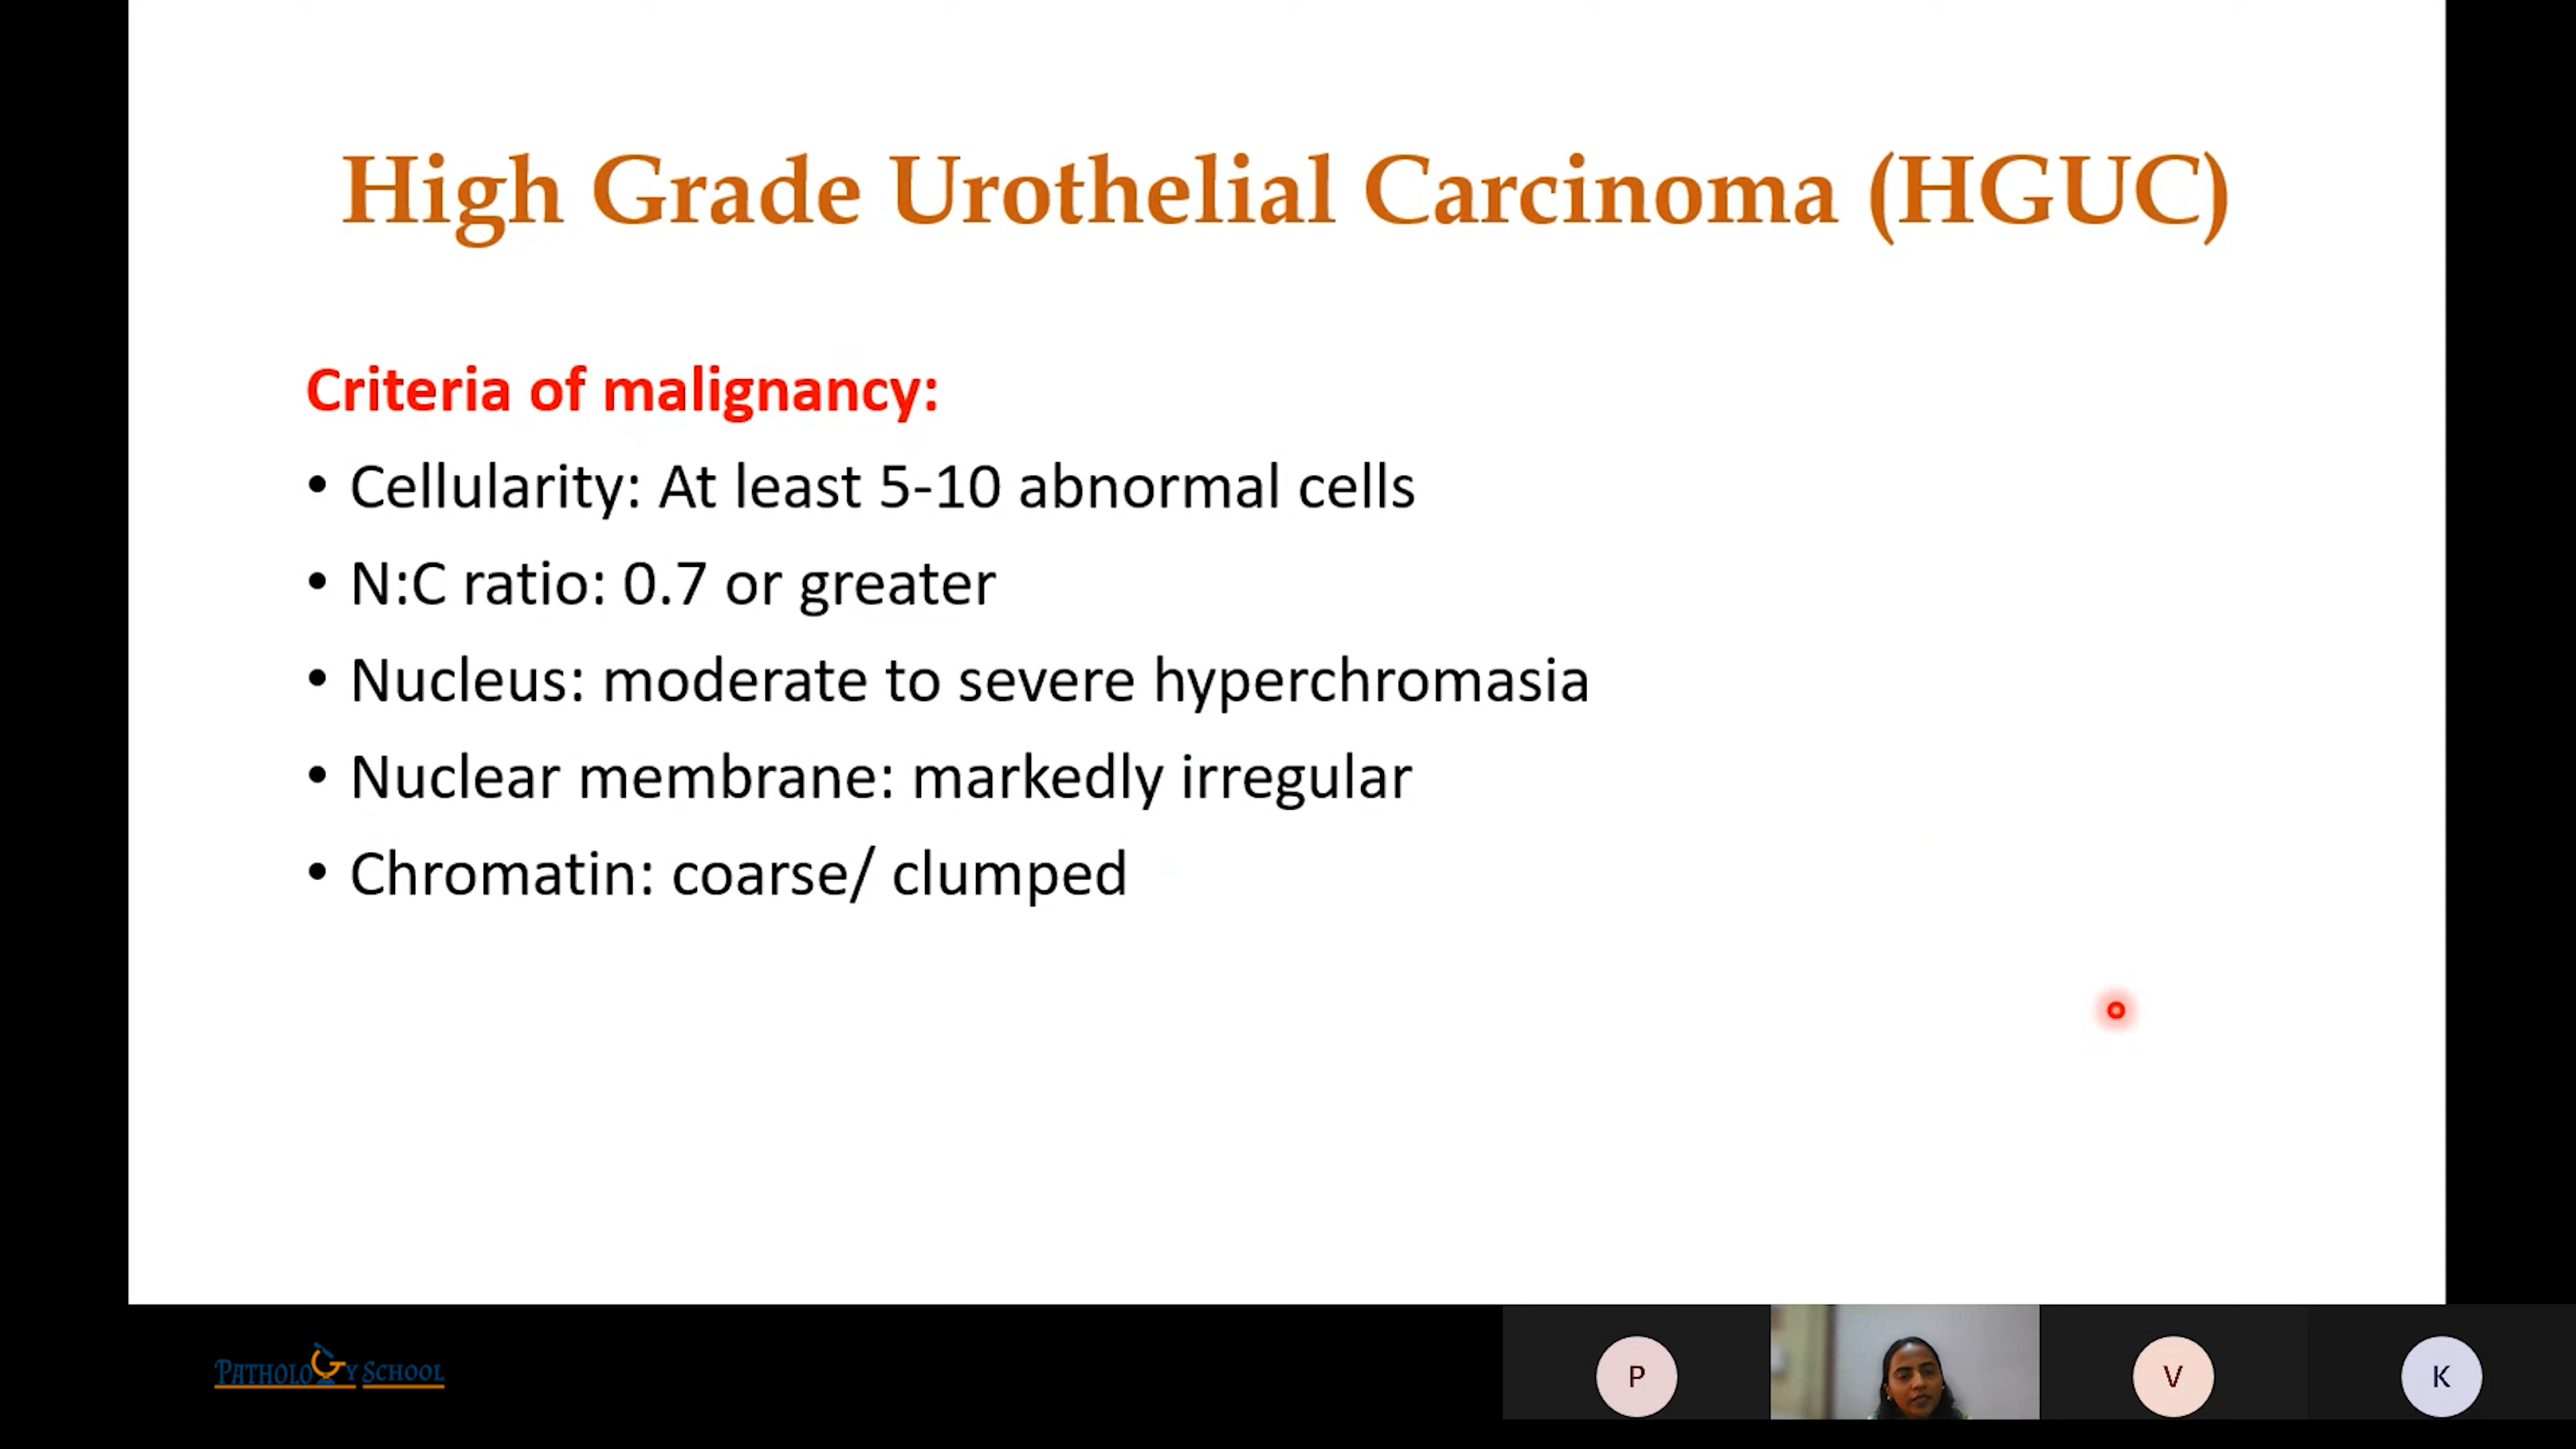 High Grade Urothelial Carcinoma (HGUC)
Criteria of malignancy:
• Cellularity: At least 5-10 abnormal cells
• N:C ratio: 0.7 or greater
• Nucleus: moderate to severe hyperchromasia
• Nuclear membrane: markedly irregular
• Chromatin: coarse/ clumped
PATHOLOGY SCHOOL
P
V
K